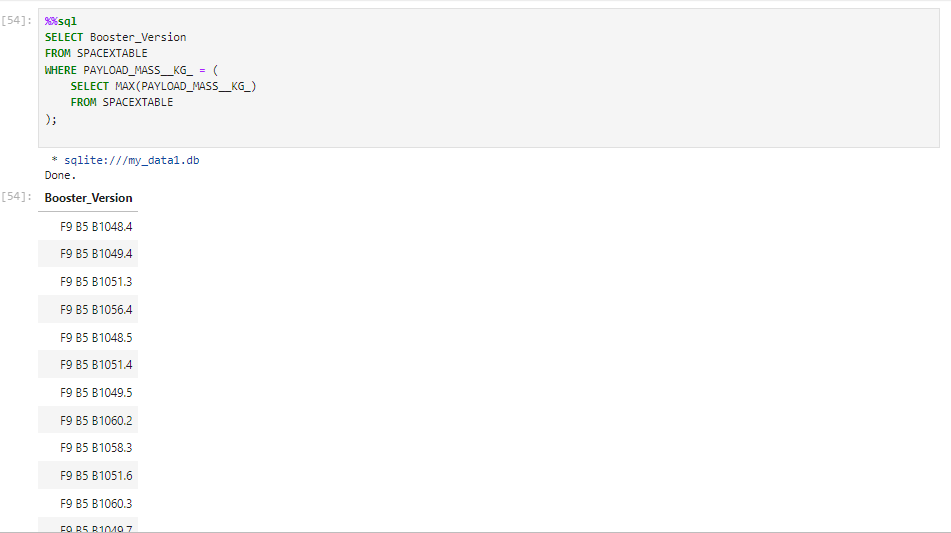 [54]:
%%sql
SELECT Booster_Version
FROM SPACEXTABLE
WHERE PAYLOAD_MASS__KG_ = (
SELECT MAX(PAYLOAD_MASS__KG_)
FROM SPACEXTABLE
);
* sqlite:///my_data1.db
Done.
[54]:
Booster_Version
F9 B5 B1048.4
F9 B5 B1049.4
F9 B5 B1051.3
F9 B5 B1056.4
F9 B5 B1048.5
F9 B5 B1051.4
F9 B5 B1049.5
F9 B5 B1060.2
F9 B5 B1058.3
F9 B5 B1051.6
F9 B5 B1060.3
F9 B5 B1049.7